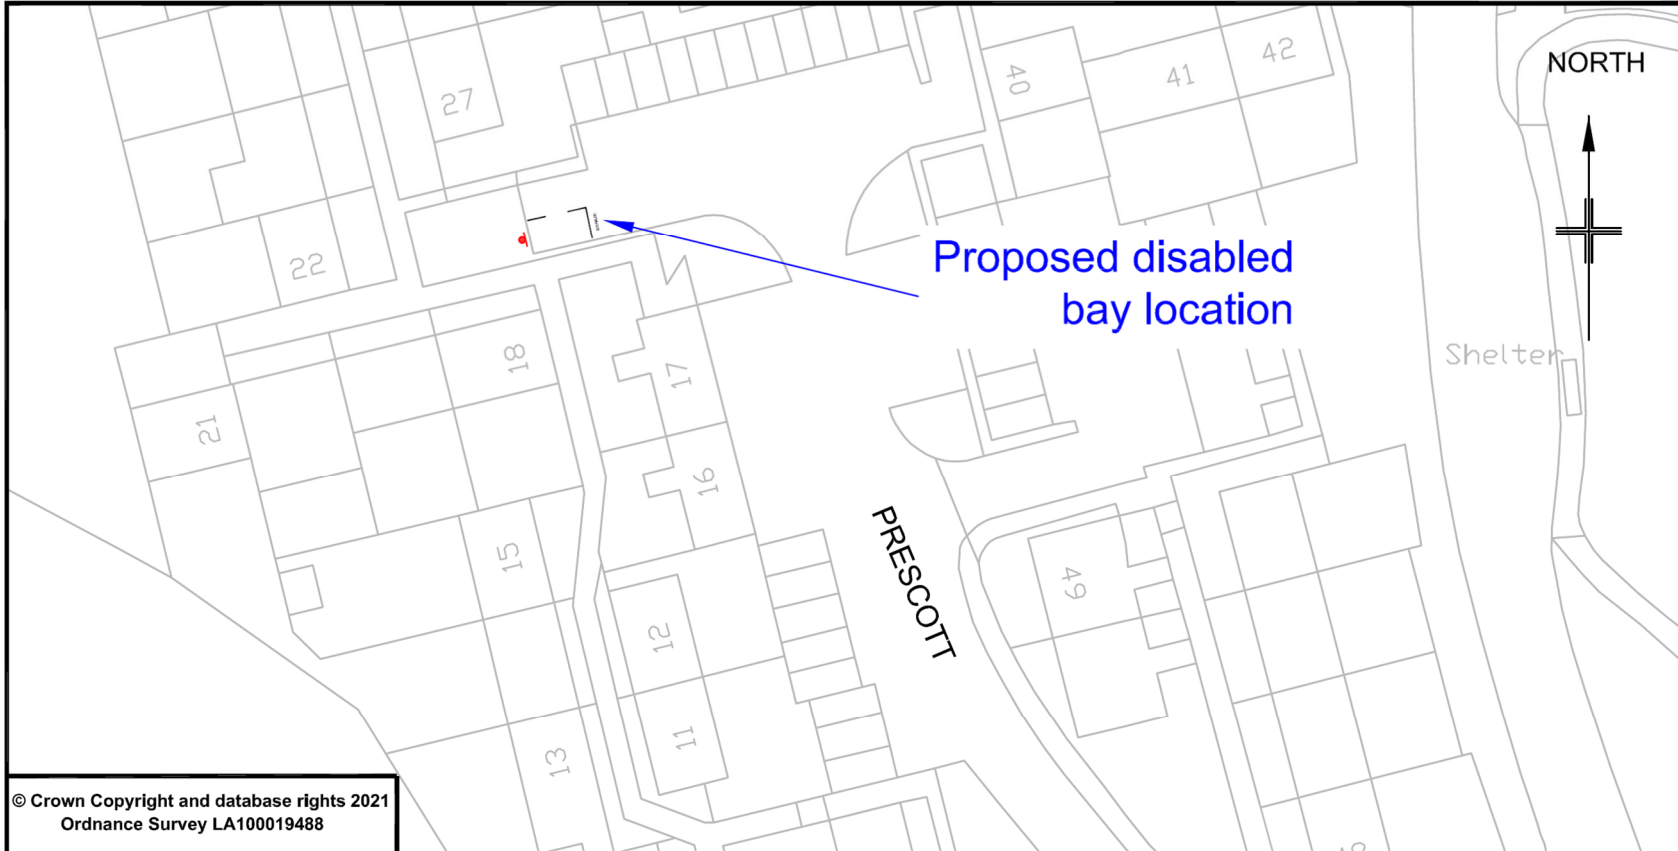 NORTH
27
40
41
42
22
Proposed disabled
bay location
18
17
Shelter
21
16
PRESCOTT
15
49
12
11
13
© Crown Copyright and database rights 2021
Ordnance Survey LA100019488